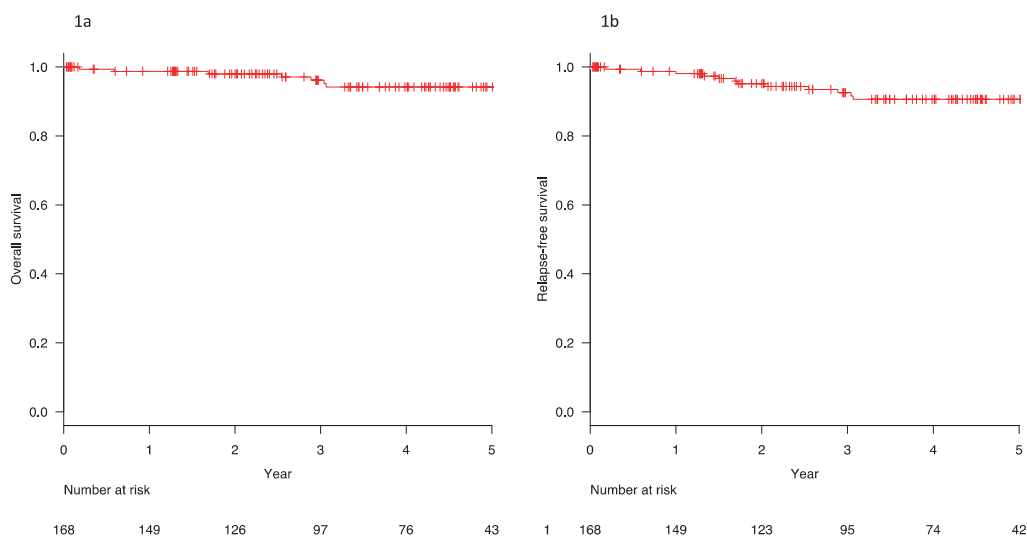 1a
1.0
0.8
0.6
0.4
0.2
0.0
Overall survival
0 1 2 3 4 5
Year
Number at risk
168 149 126 97 76 43
1b
1.0
0.8
0.6
0.4
0.2
0.0
Relapse-free survival
0 1 2 3 4 5
Year
Number at risk
1 168 149 123 95 74 42